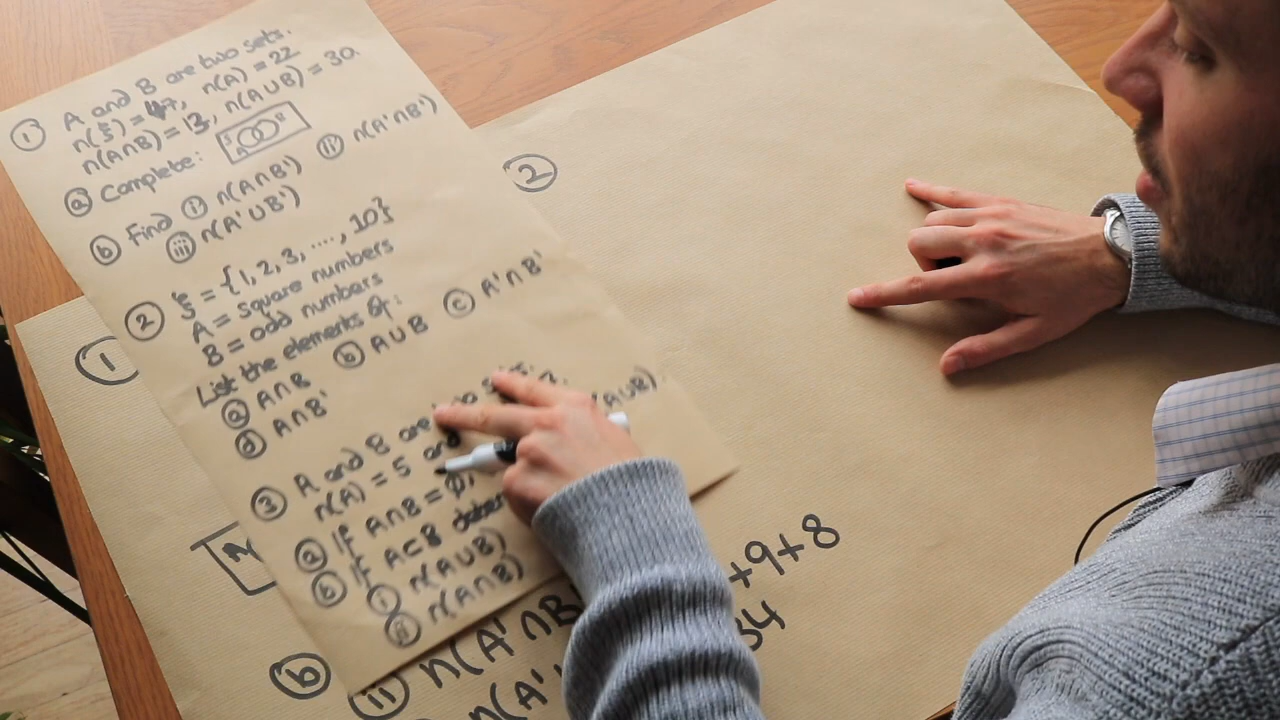 ① A and B are two sets.
n(ξ) = 47, n(A) = 22
n(A∩B) = 13, n(A∪B) = 30
ⓐ Complete: ξ A B
ⓑ Find ⓘ n(A∩B') ⓘⓘ n(A'∩B')
ⓘⓘⓘ n(A'∪B')
② ξ = {1, 2, 3, ...., 10}
A = square numbers
B = odd numbers
List the elements of:
ⓐ A∩B ⓑ A∪B ⓒ A'∩B'
ⓓ A∩B'
③ A and B are
n(A) = 5
ⓐ If A∩B = ∅, (A∪B).
ⓑ If A⊂B
ⓘ n(A∪B)
ⓘⓘ n(A∩B)
①
②
+9+8
ⓑ
ⓘⓘ n(A'∩B
34
n(A'